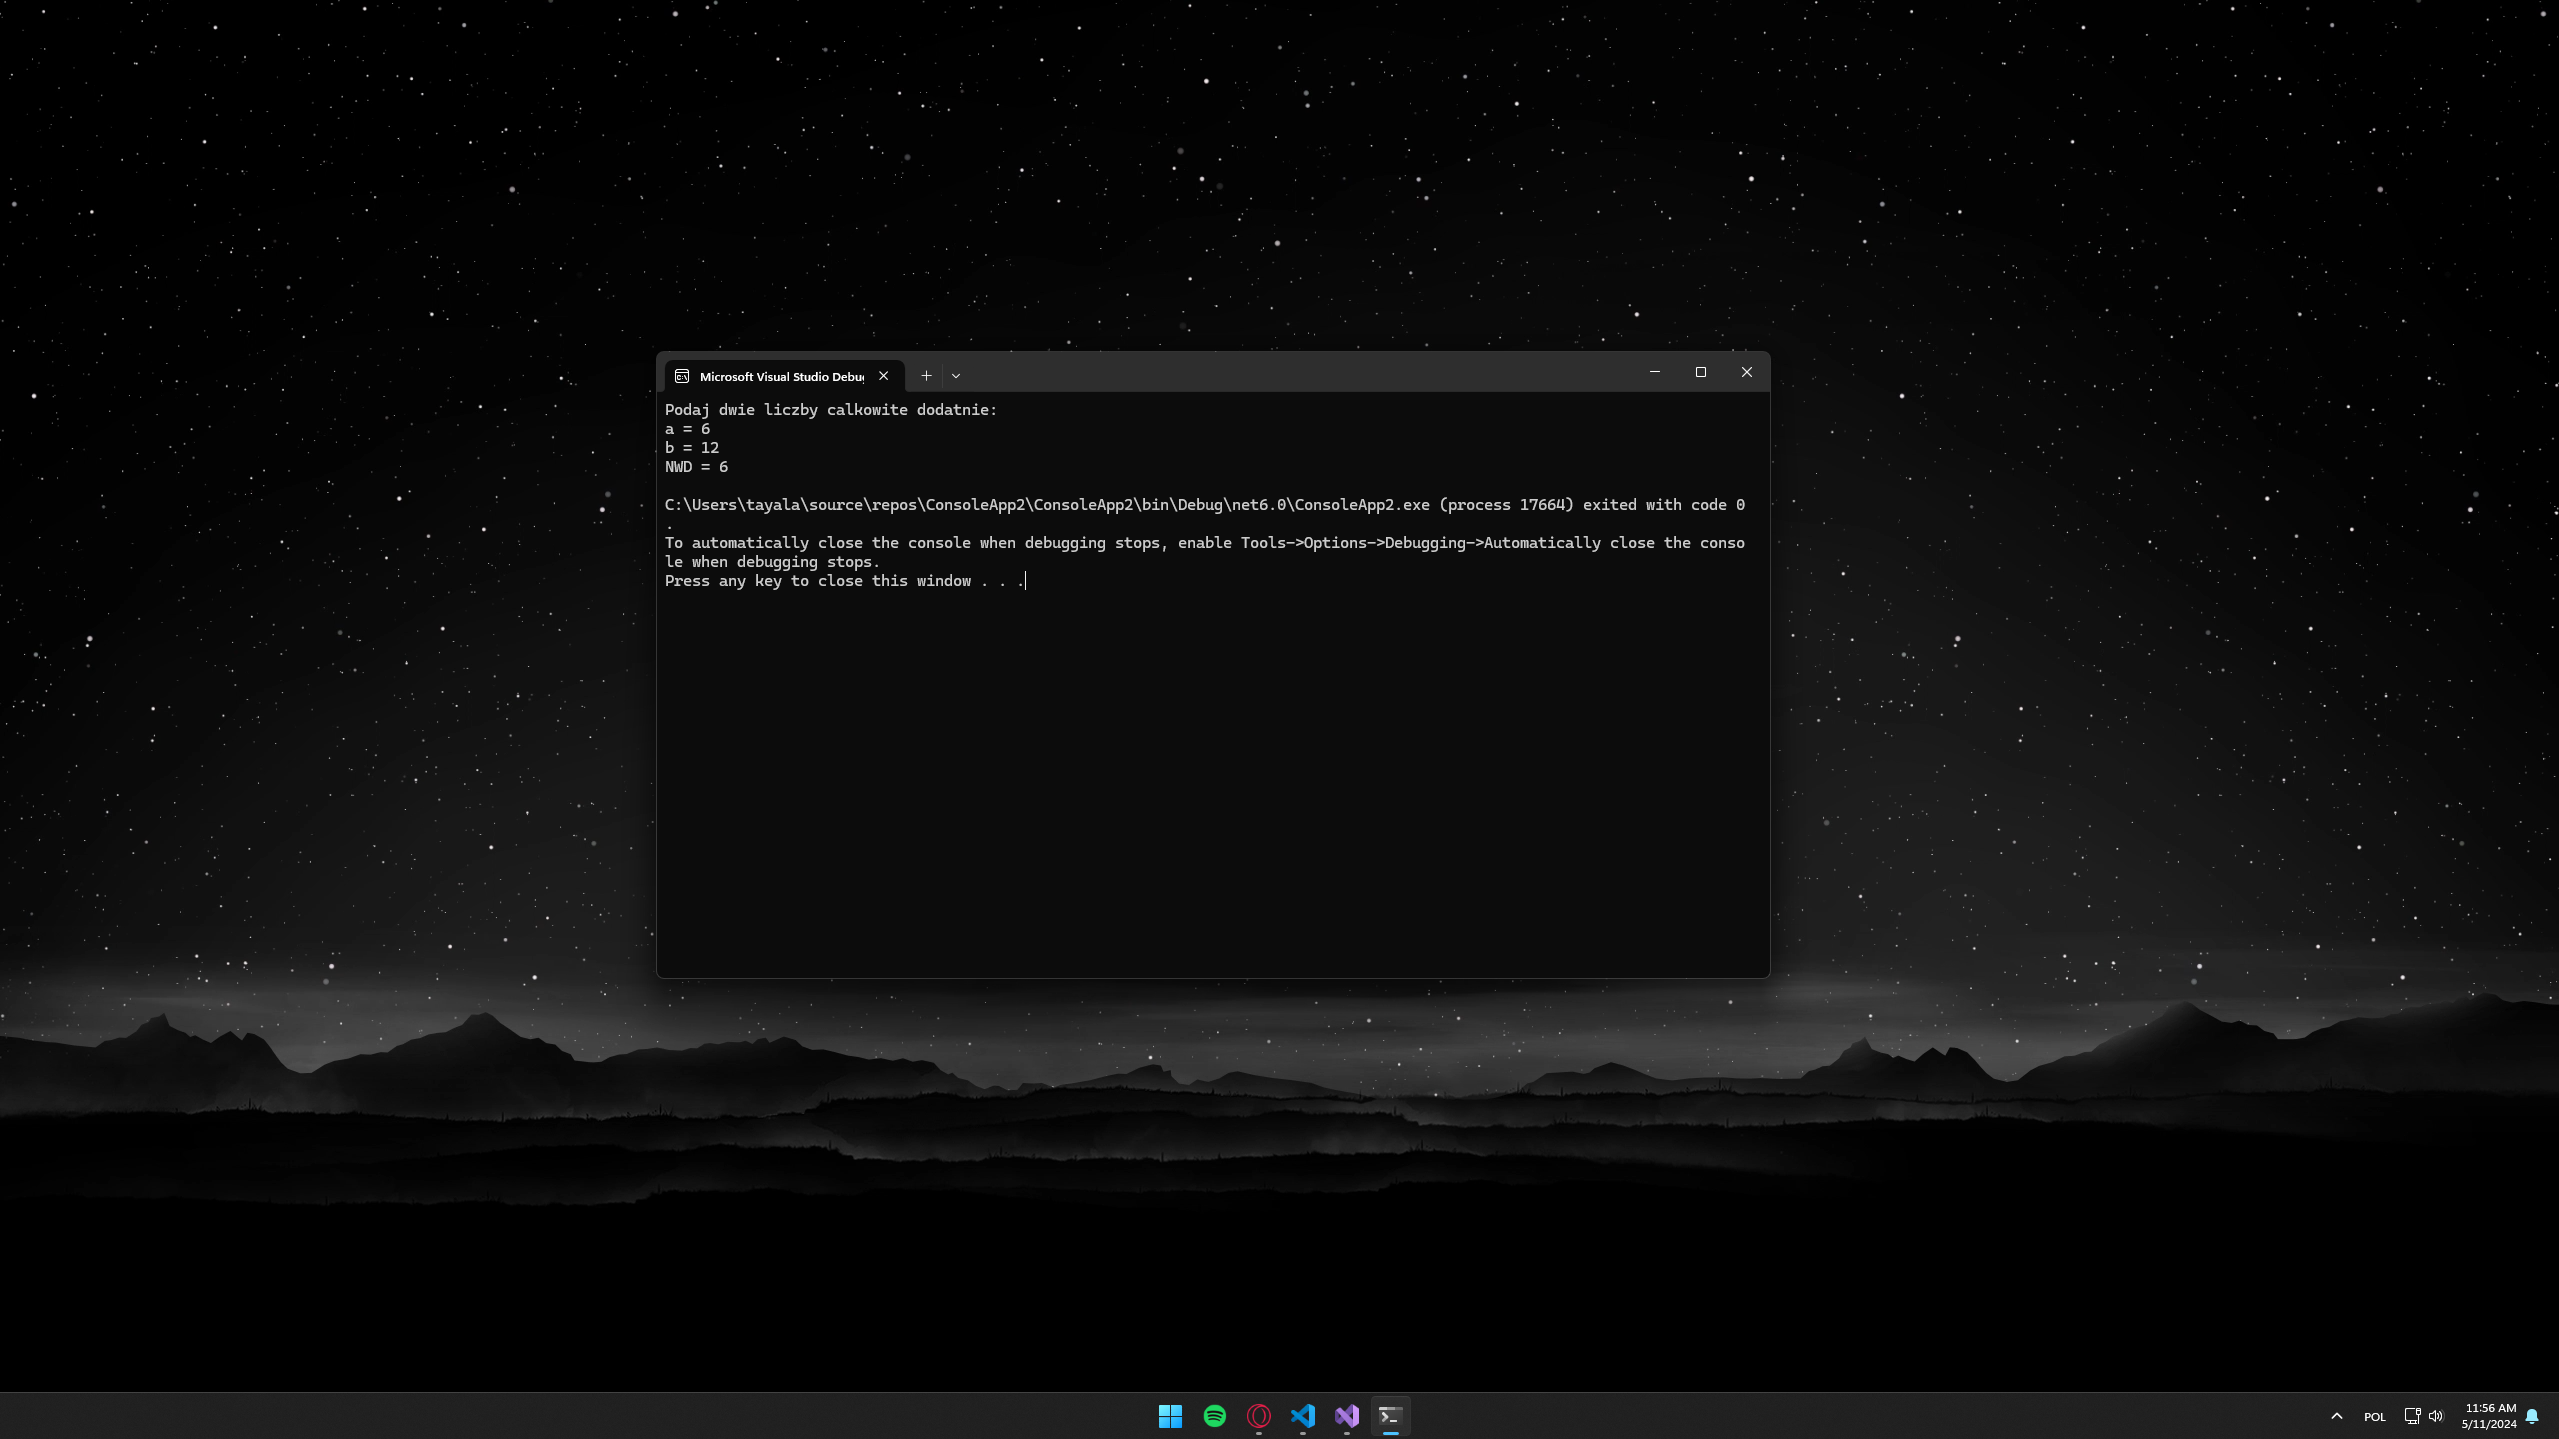 Microsoft Visual Studio Debug
Podaj dwie liczby calkowite dodatnie:
a = 6
b = 12
NWD = 6
C:\Users\tayala\source\repos\ConsoleApp2\ConsoleApp2\bin\Debug\net6.0\ConsoleApp2.exe (process 17664) exited with code 0
.
To automatically close the console when debugging stops, enable Tools->Options->Debugging->Automatically close the conso
le when debugging stops.
Press any key to close this window . . .
POL
11:56 AM
5/11/2024